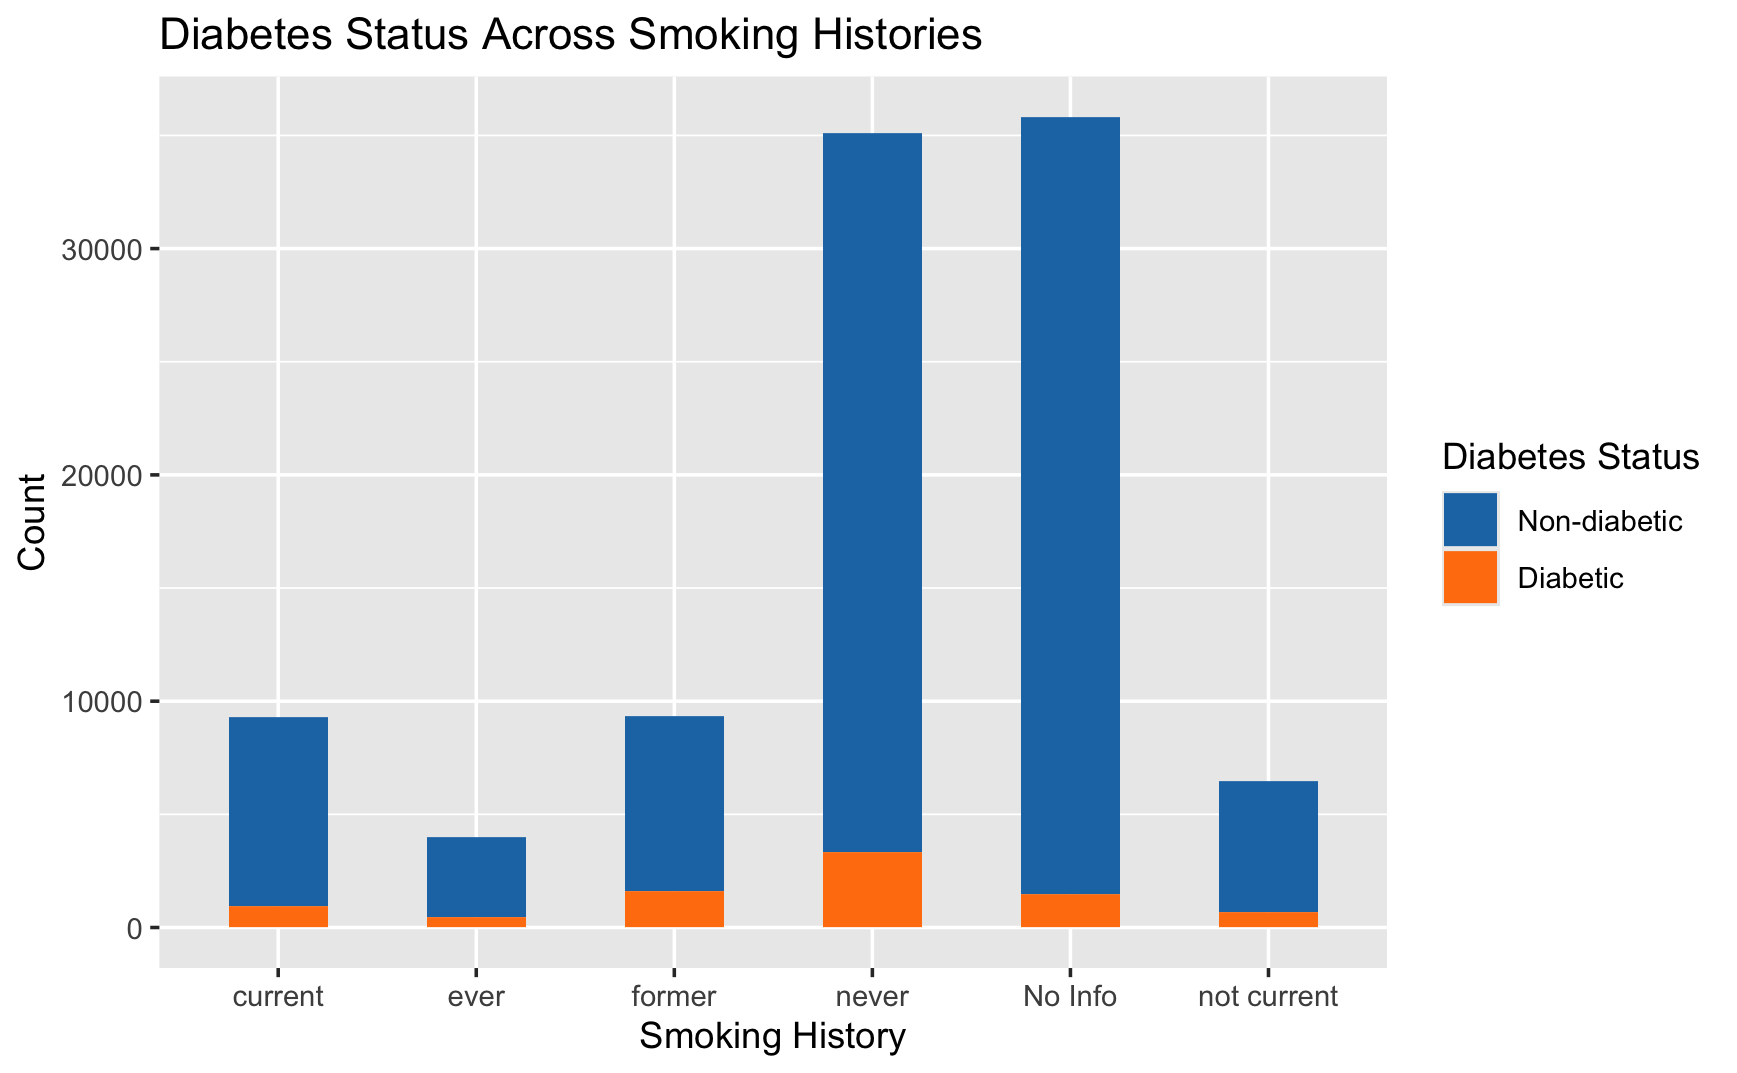 Diabetes Status Across Smoking Histories
Count
30000
20000
10000
0
current
ever
former
never
No Info
not current
Smoking History
Diabetes Status
Non-diabetic
Diabetic